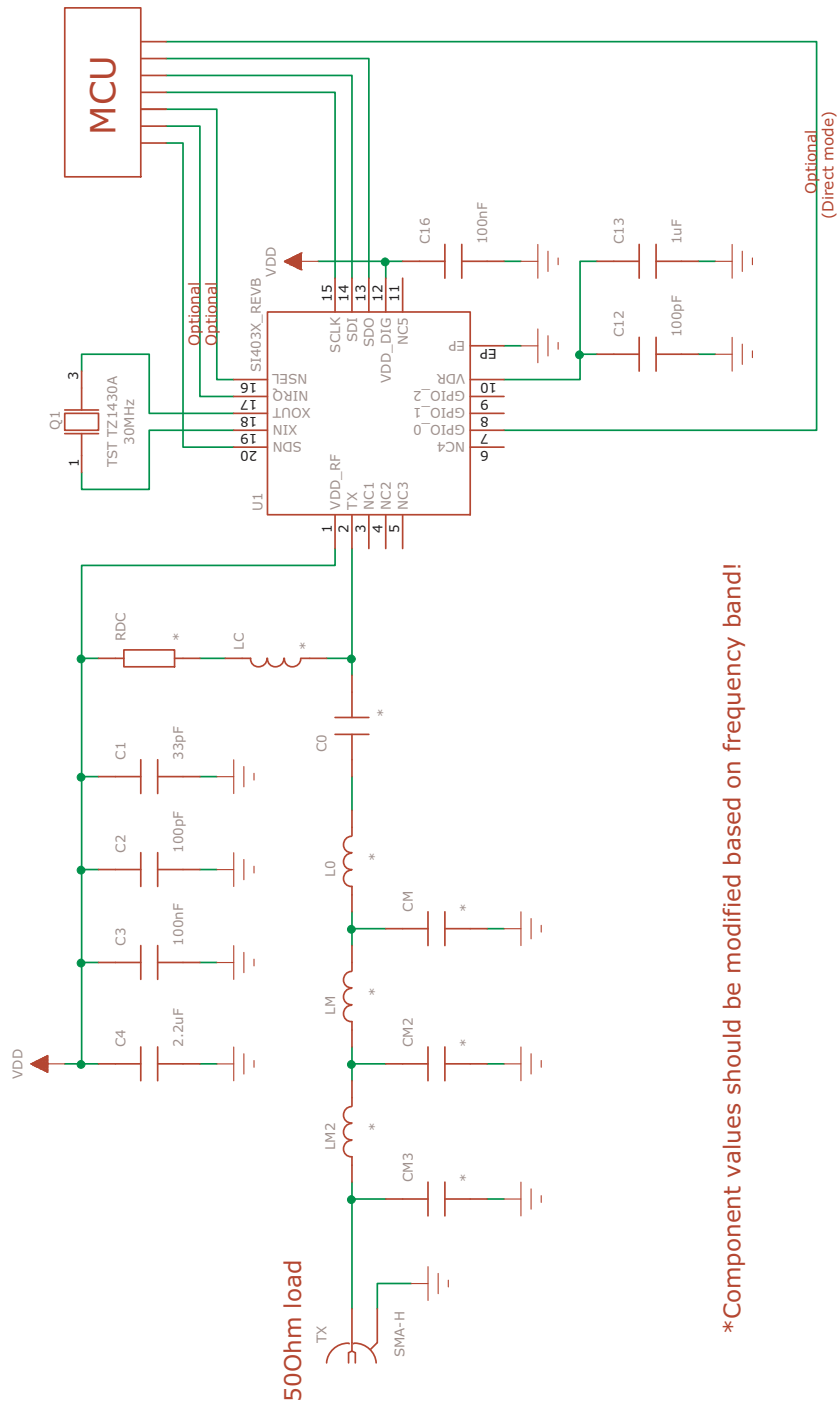 50Ohm load
TX
SMA-H
VDD
C4
2.2uF
C3
100nF
C2
100pF
C1
33pF
RDC
*
LC
*
C0
*
L0
*
LM
*
LM2
*
CM
*
CM2
*
CM3
*
Q1
1
3
TST TZ1430A
30MHz
MCU
Optional
Optional
U1
SI403X_REVB
1
VDD_RF
2
TX
3
NC1
4
NC2
5
NC3
20
SDN
19
XIN
18
XOUT
17
NIRQ
16
NSEL
15
SCLK
14
SDI
13
SDO
12
VDD_DIG
11
NC5
6
NC4
7
GPIO_0
8
GPIO_1
9
GPIO_2
10
VDR
EP
EP
VDD
C16
100nF
C12
100pF
C13
1uF
Optional
(Direct mode)
*Component values should be modified based on frequency band!